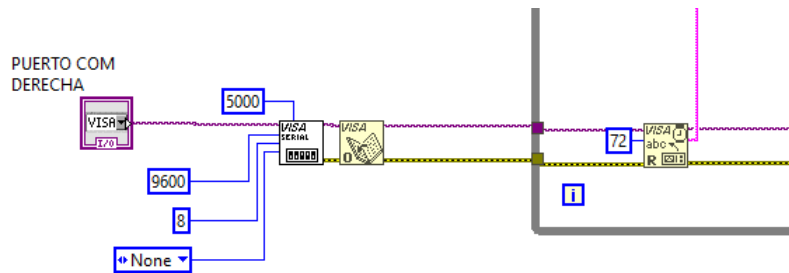 PUERTO COM
DERECHA
VISA
I/O
5000
VISA
SERIAL
VISA
O
9600
8
None
72
VISA
abc
R
i